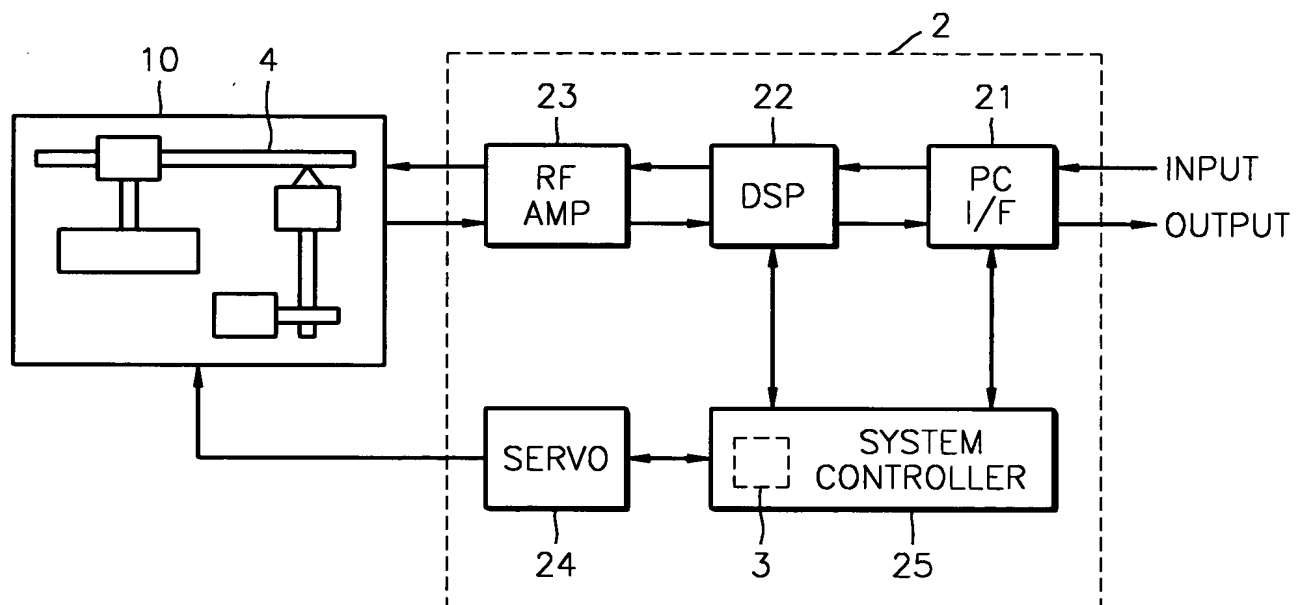 2
10
4
23
22
21
RF
AMP
DSP
PC
I/F
INPUT
OUTPUT
SERVO
SYSTEM
CONTROLLER
24
3
25